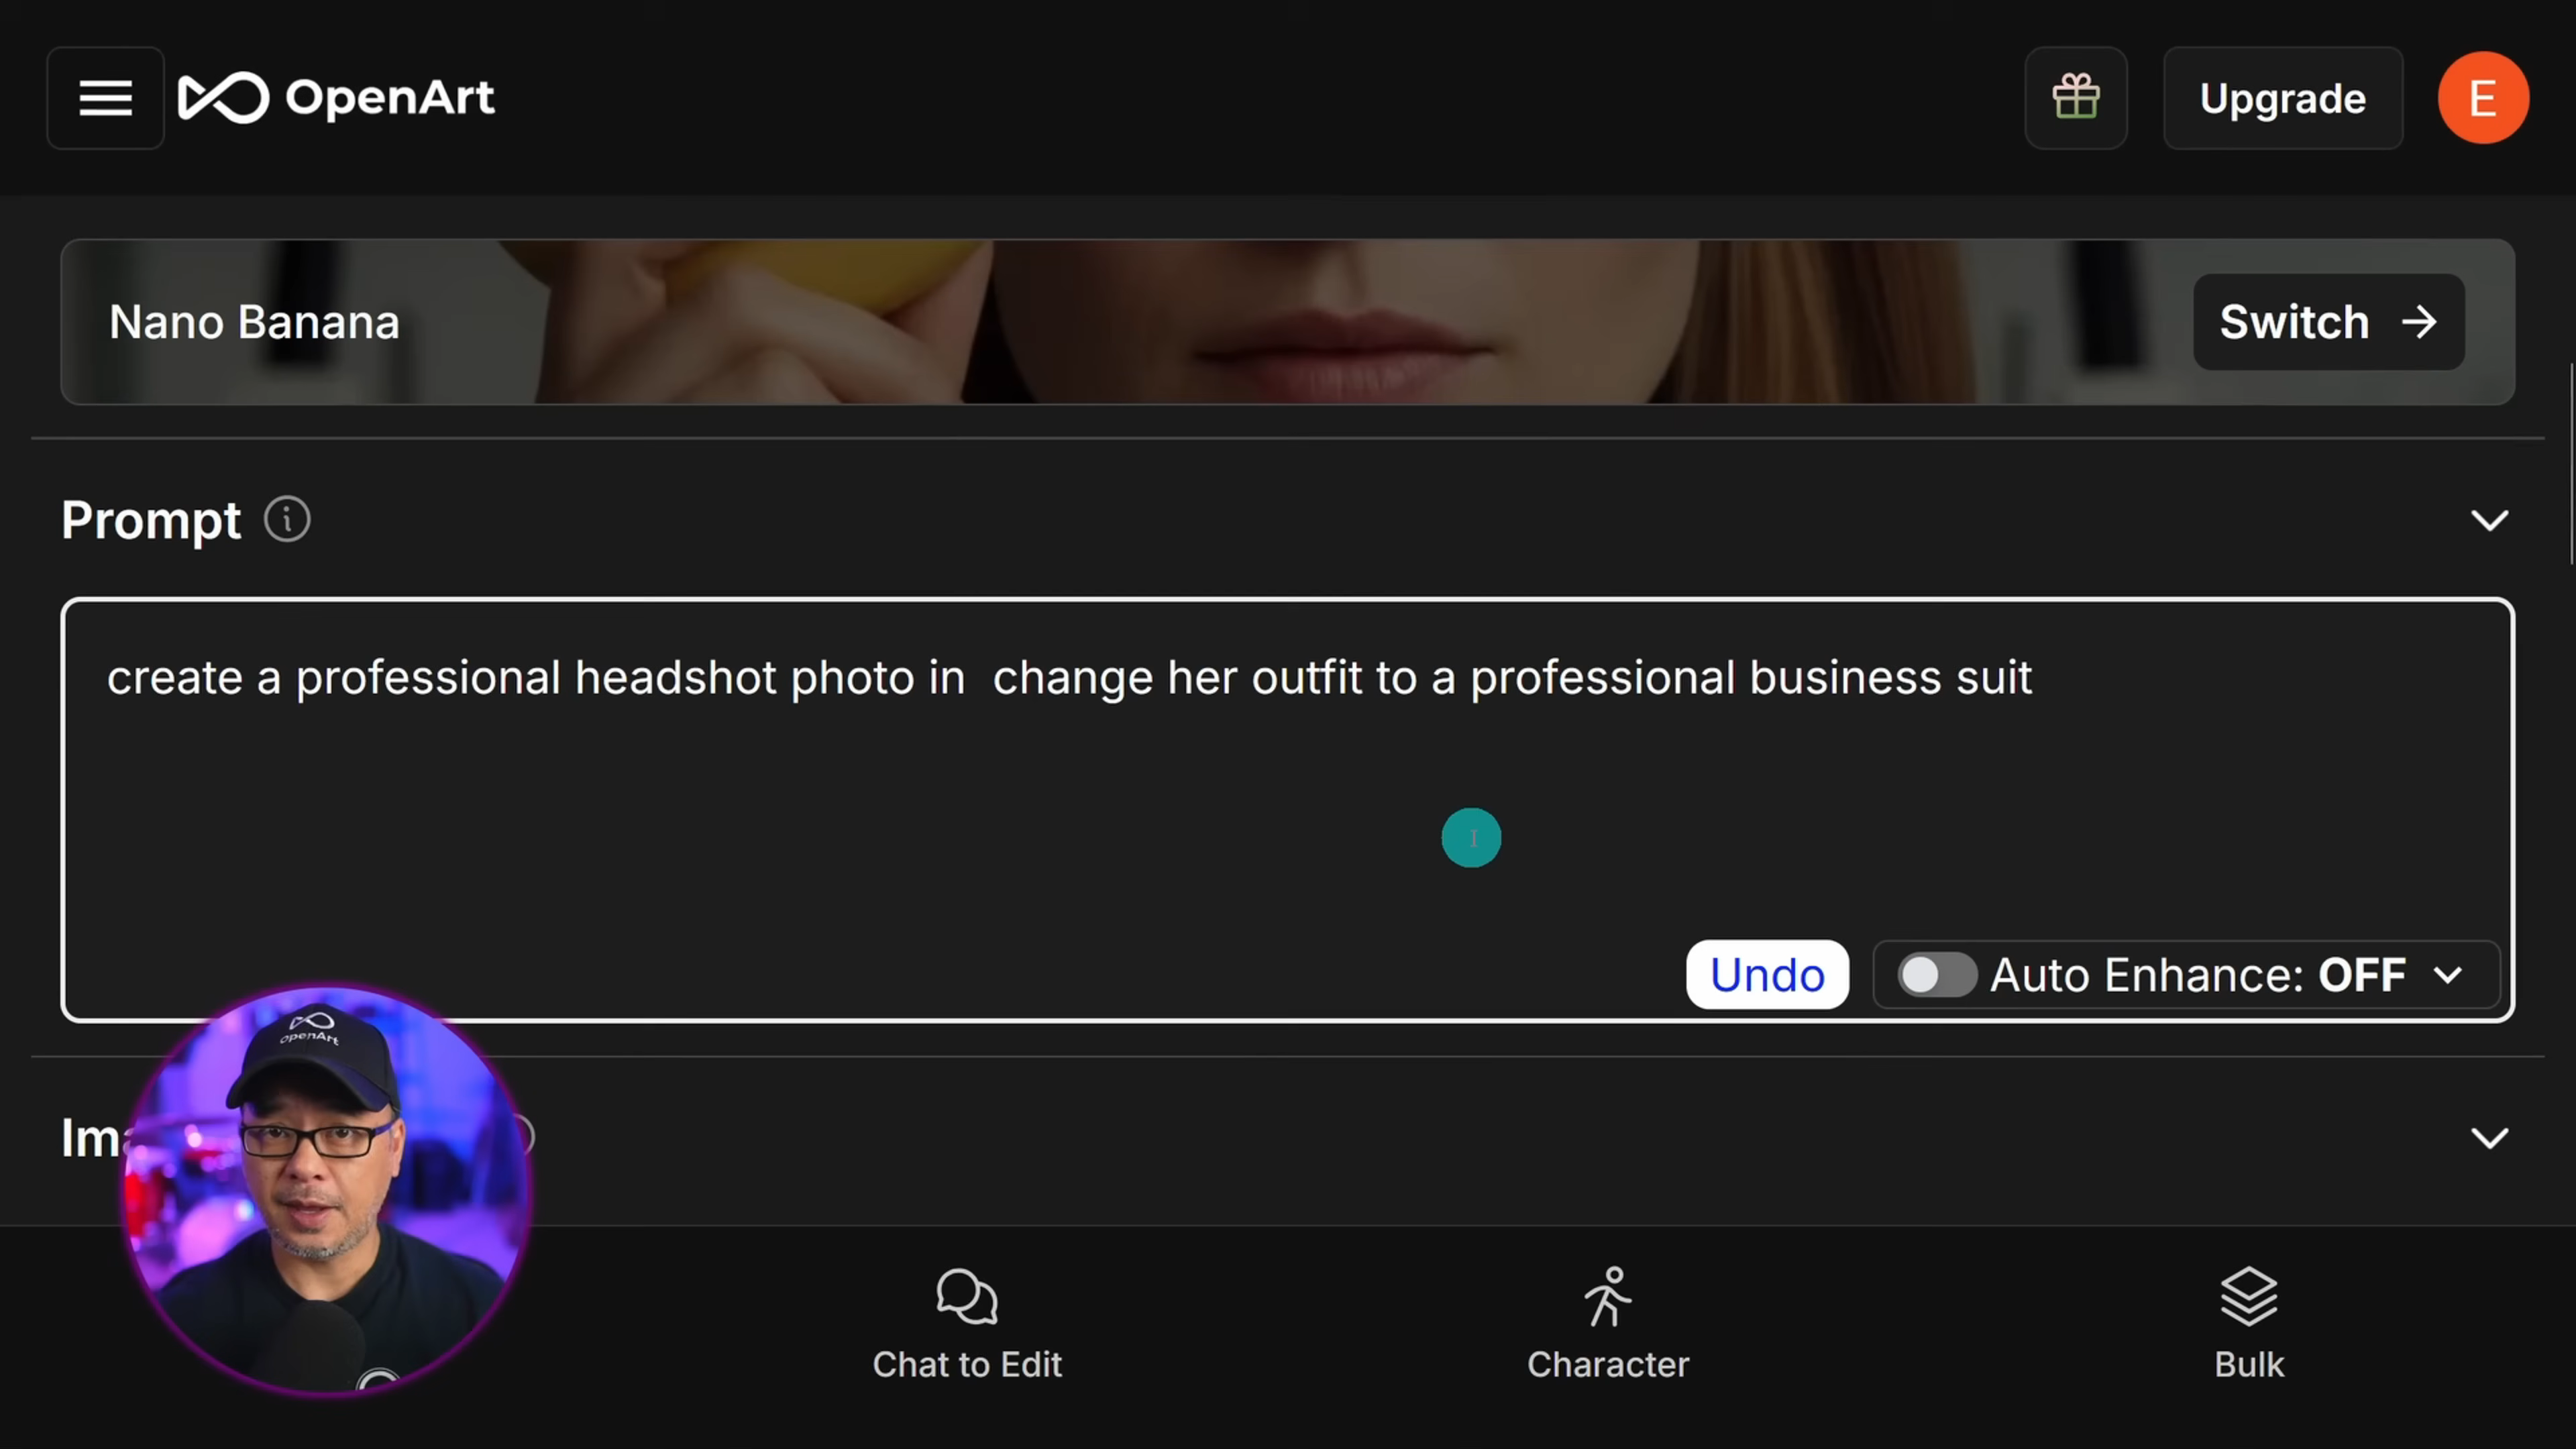 OpenArt
Upgrade
E
Nano Banana
Switch
Prompt
create a professional headshot photo in  change her outfit to a professional business suit
Undo
Auto Enhance: OFF
openArt
Chat to Edit
Character
Bulk